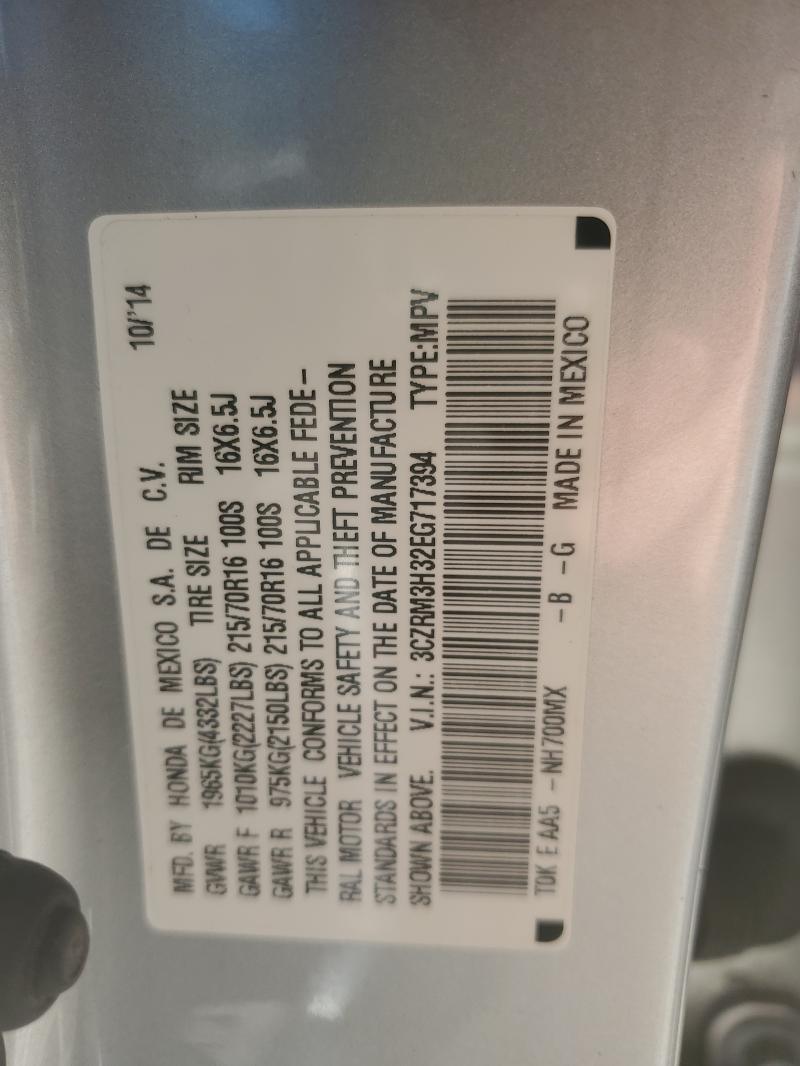 MFD. BY HONDA DE MEXICO S.A. DE C.V. 10/'14
GVWR 1965KG(4332LBS) TIRE SIZE RIM SIZE
GAWR F 1010KG(2227LBS) 215/70R16 100S 16X6.5J
GAWR R 975KG(2150LBS) 215/70R16 100S 16X6.5J
THIS VEHICLE CONFORMS TO ALL APPLICABLE FEDE-
RAL MOTOR VEHICLE SAFETY AND THEFT PREVENTION
STANDARDS IN EFFECT ON THE DATE OF MANUFACTURE
SHOWN ABOVE. V.I.N.: 3CZRM3H32EG717394 TYPE:MPV
TOK E AA5 -NH700MX -B -G MADE IN MEXICO